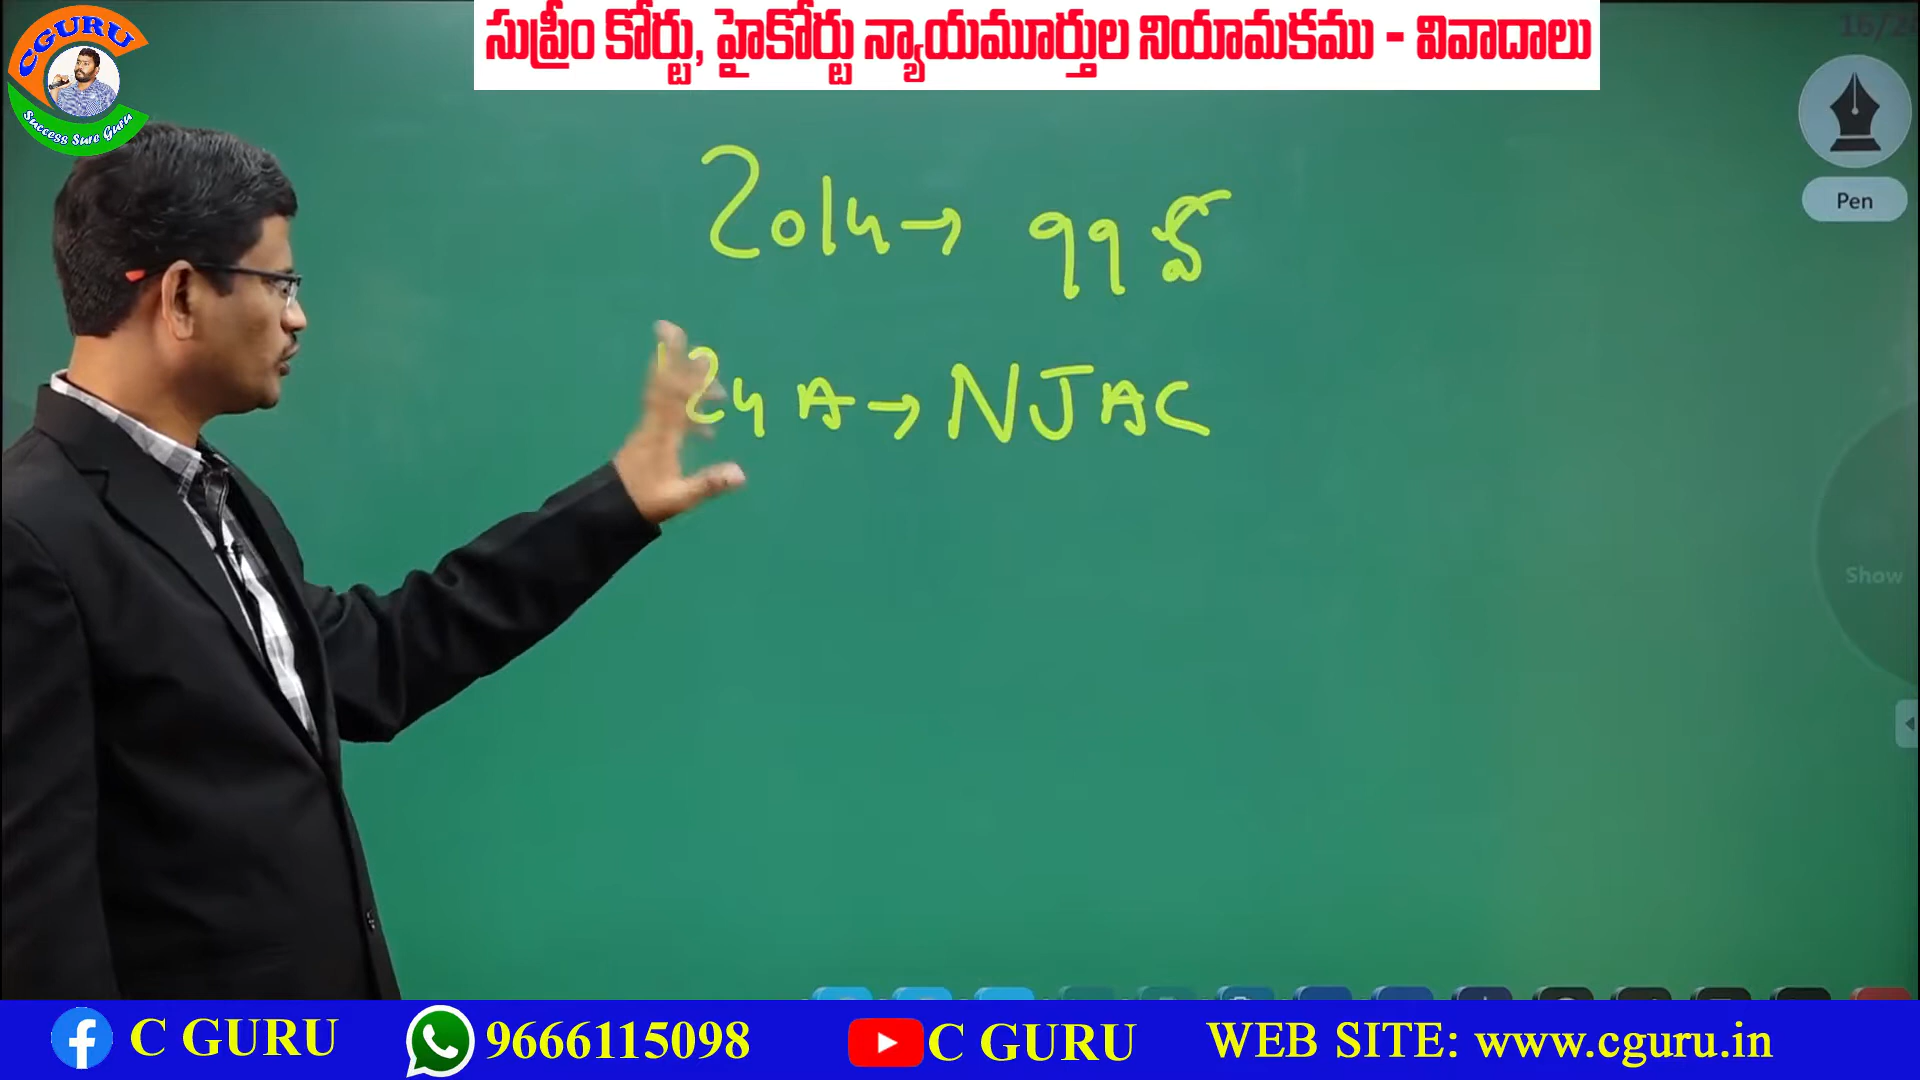 CGURU
Success Sure Guru
సుప్రీం కోర్టు, హైకోర్టు న్యాయమూర్తుల నియామకము - వివాదాలు
Pen
2014 → 99 వ
124 A → NJAC
Show
C GURU 9666115098 C GURU WEB SITE: www.cguru.in